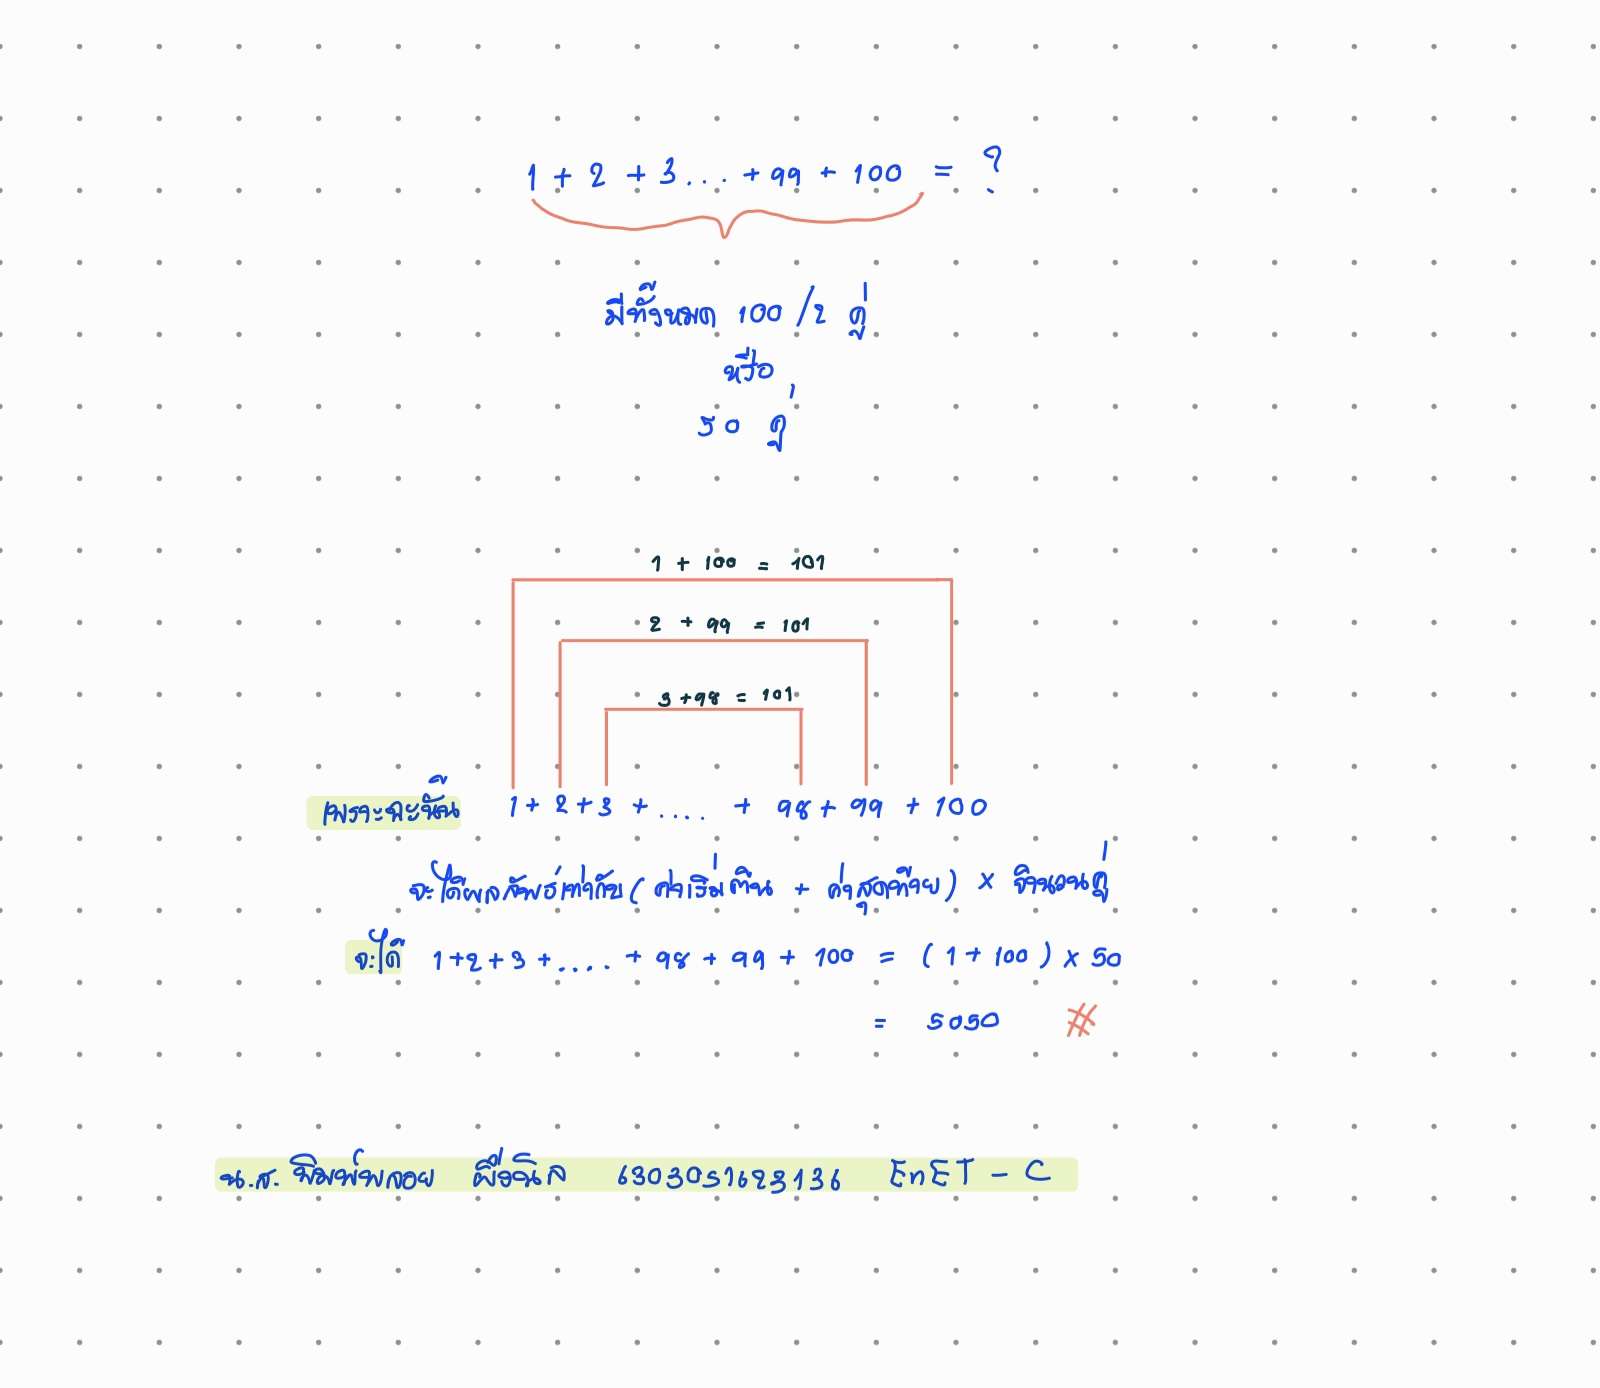 1 + 2 + 3... + 99 + 100 = ?
มีทั้งหมด 100 / 2 คู่
หรือ
50 คู่
1 + 100 = 101
2 + 99 = 101
3 + 98 = 101
เพราะฉะนั้น 1 + 2 + 3 + .... + 98 + 99 + 100
จะได้ผลลัพธ์เท่ากับ ( ค่าเริ่มต้น + ค่าสุดท้าย ) x จำนวนคู่
จะได้ 1 + 2 + 3 + .... + 98 + 99 + 100 = ( 1 + 100 ) x 50
= 5050 #
น.ส. พิมพ์พลอย 6303051623136 EnET - C